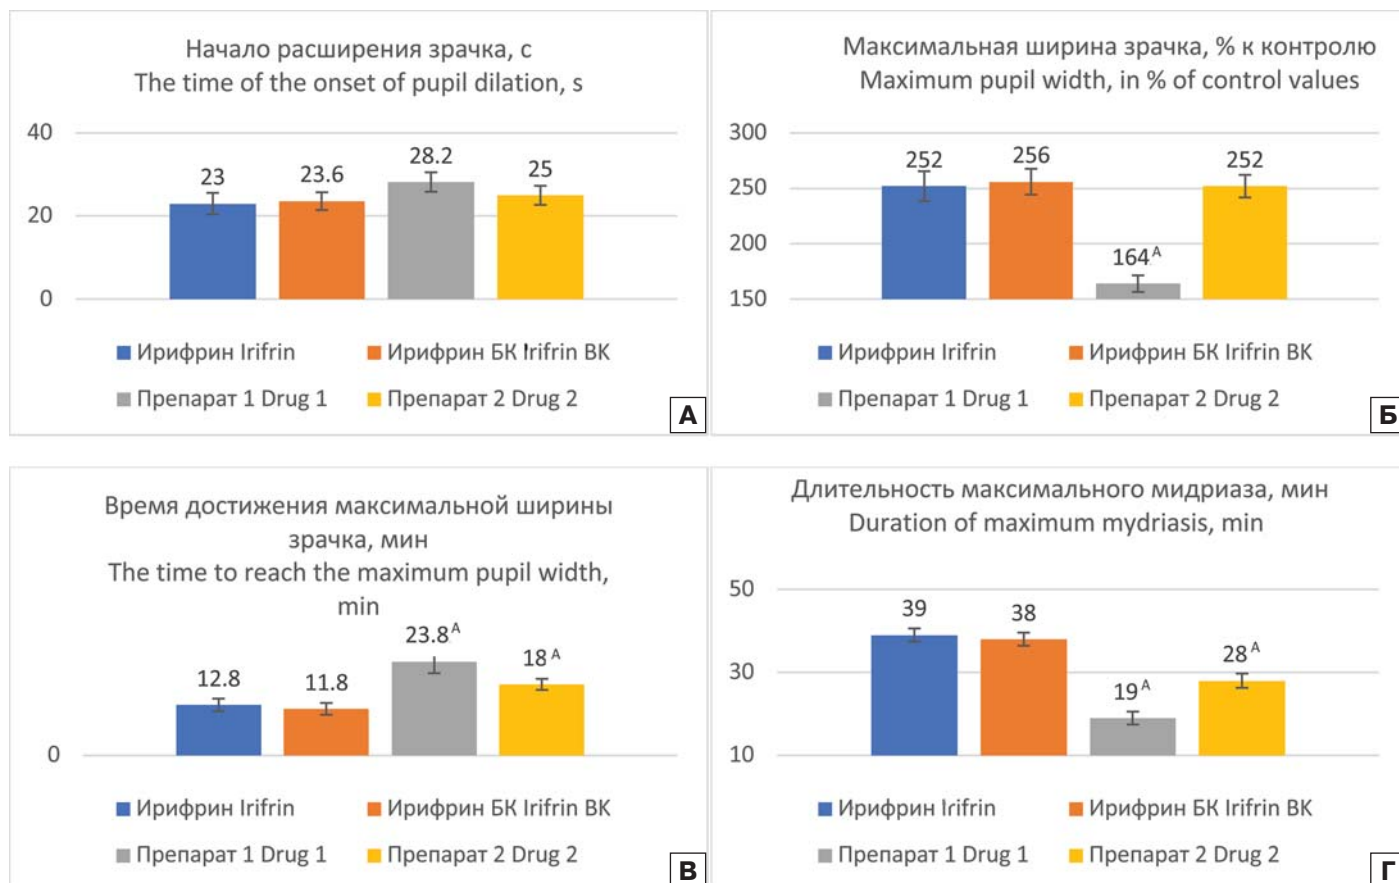 Начало расширения зрачка, с
The time of the onset of pupil dilation, s
40
20
0
23
23.6
28.2
25
Ирифрин Irifrin
Ирифрин БК Irifrin BK
Препарат 1 Drug 1
Препарат 2 Drug 2
А
Максимальная ширина зрачка, % к контролю
Maximum pupil width, in % of control values
300
250
200
150
252
256
164 A
252
Ирифрин Irifrin
Ирифрин БК Irifrin BK
Препарат 1 Drug 1
Препарат 2 Drug 2
Б
Время достижения максимальной ширины
зрачка, мин
The time to reach the maximum pupil width,
min
0
12.8
11.8
23.8 A
18 A
Ирифрин Irifrin
Ирифрин БК Irifrin BK
Препарат 1 Drug 1
Препарат 2 Drug 2
В
Длительность максимального мидриаза, мин
Duration of maximum mydriasis, min
50
30
10
39
38
19 A
28 A
Ирифрин Irifrin
Ирифрин БК Irifrin BK
Препарат 1 Drug 1
Препарат 2 Drug 2
Г